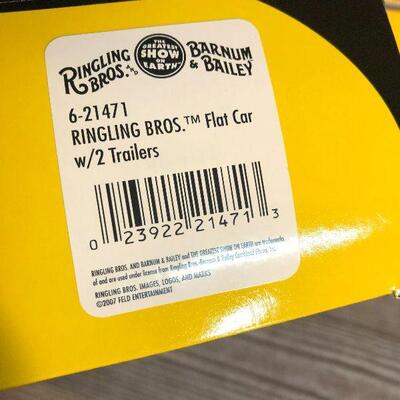 RINGLING BROS. AND
THE GREATEST SHOW ON EARTH
BARNUM & BAILEY
6-21471
RINGLING BROS.™ Flat Car
w/2 Trailers
0 23922 21471 3
RINGLING BROS. AND BARNUM & BAILEY and THE GREATEST SHOW ON EARTH are trademarks
of and are used under license from Ringling Bros.-Barnum & Bailey Combined Shows, Inc.
RINGLING BROS. IMAGES, LOGOS, AND MARKS
©2007 FELD ENTERTAINMENT